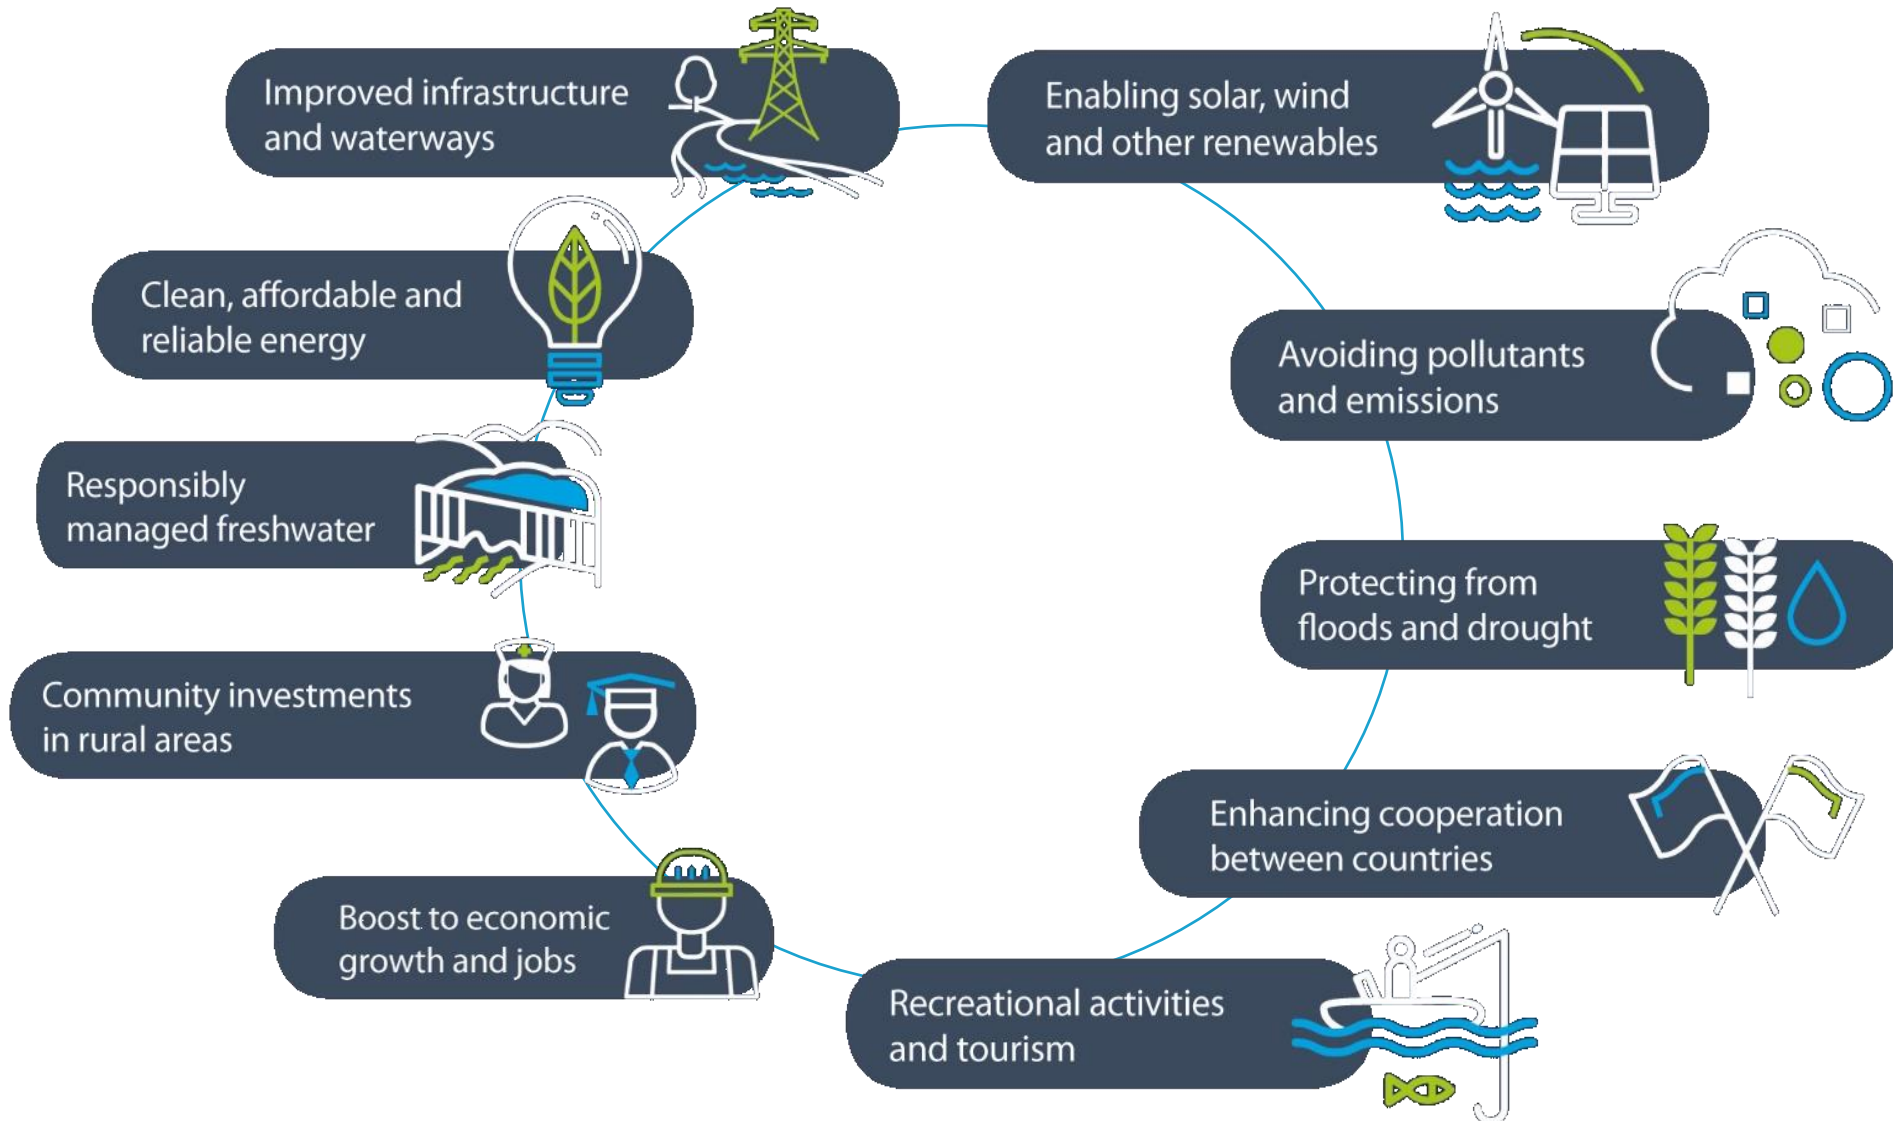 Improved infrastructure
and waterways
Enabling solar, wind
and other renewables
Clean, affordable and
reliable energy
Avoiding pollutants
and emissions
Responsibly
managed freshwater
Protecting from
floods and drought
Community investments
in rural areas
Enhancing cooperation
between countries
Boost to economic
growth and jobs
Recreational activities
and tourism